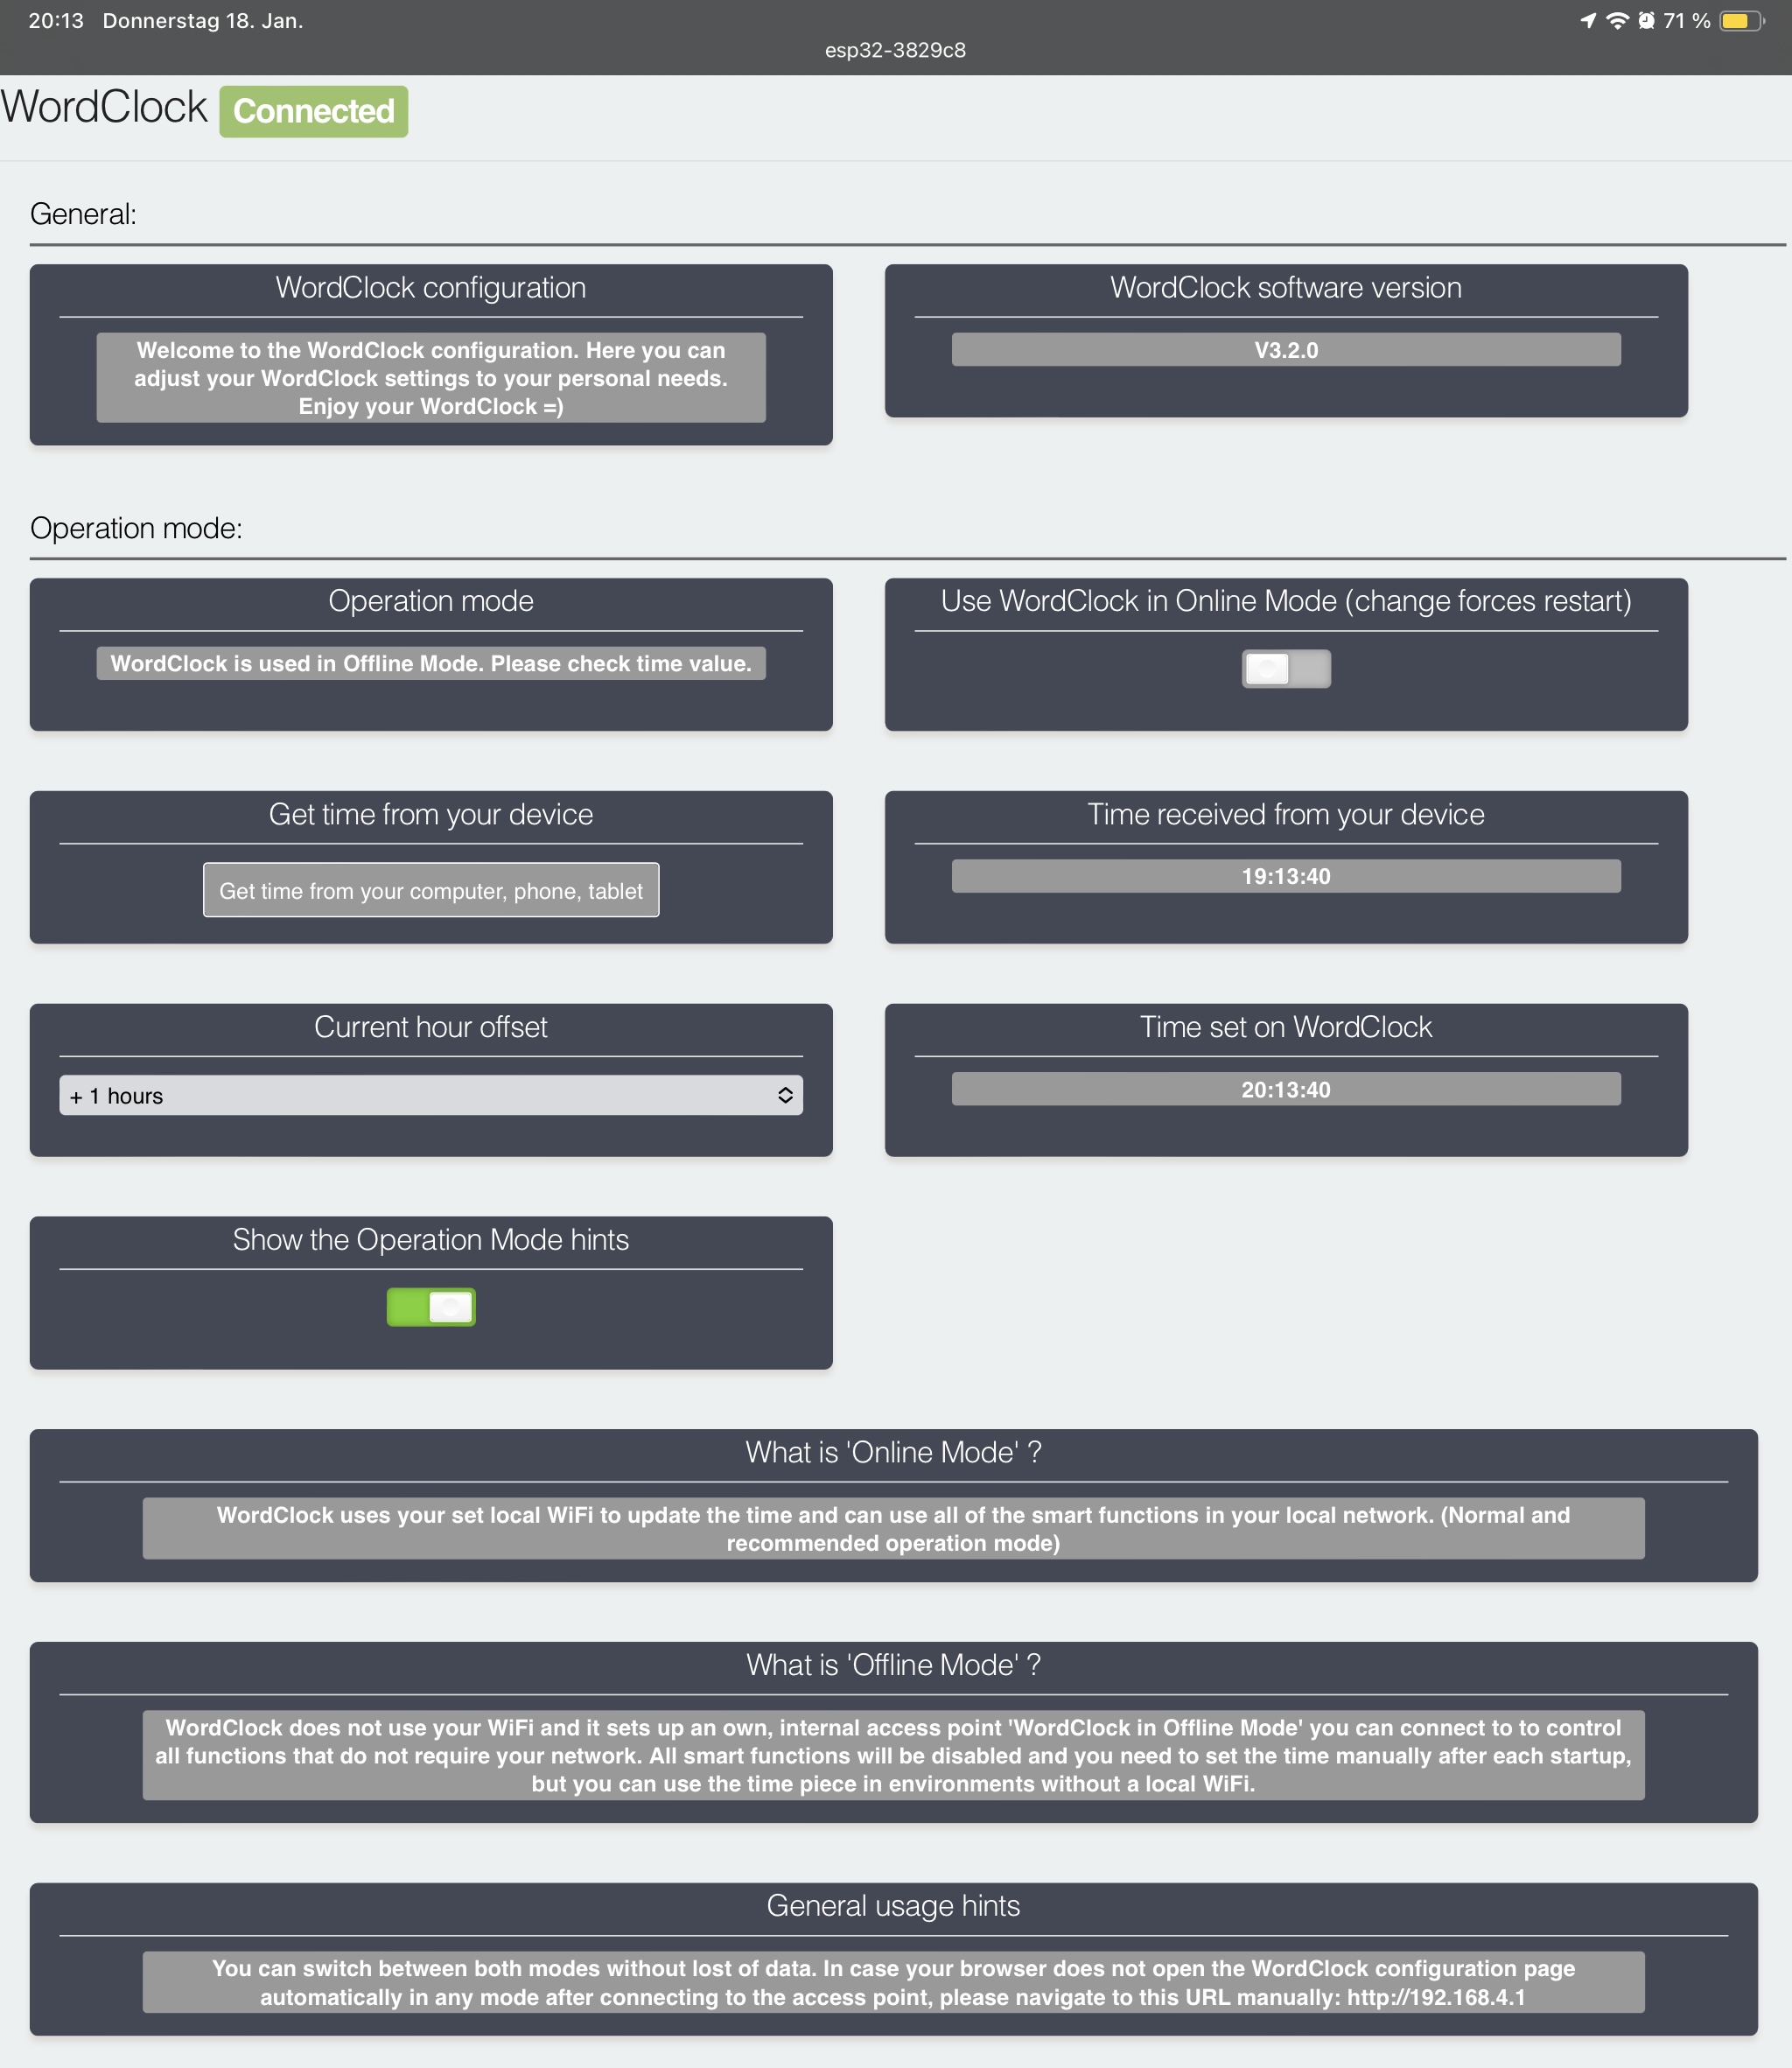 20:13 Donnerstag 18. Jan.
71 %
esp32-3829c8
WordClock Connected
General:
WordClock configuration
Welcome to the WordClock configuration. Here you can
adjust your WordClock settings to your personal needs.
Enjoy your WordClock =)
WordClock software version
V3.2.0
Operation mode:
Operation mode
WordClock is used in Offline Mode. Please check time value.
Use WordClock in Online Mode (change forces restart)
Get time from your device
Get time from your computer, phone, tablet
Time received from your device
19:13:40
Current hour offset
+ 1 hours
Time set on WordClock
20:13:40
Show the Operation Mode hints
What is 'Online Mode' ?
WordClock uses your set local WiFi to update the time and can use all of the smart functions in your local network. (Normal and
recommended operation mode)
What is 'Offline Mode' ?
WordClock does not use your WiFi and it sets up an own, internal access point 'WordClock in Offline Mode' you can connect to to control
all functions that do not require your network. All smart functions will be disabled and you need to set the time manually after each startup,
but you can use the time piece in environments without a local WiFi.
General usage hints
You can switch between both modes without lost of data. In case your browser does not open the WordClock configuration page
automatically in any mode after connecting to the access point, please navigate to this URL manually: http://192.168.4.1